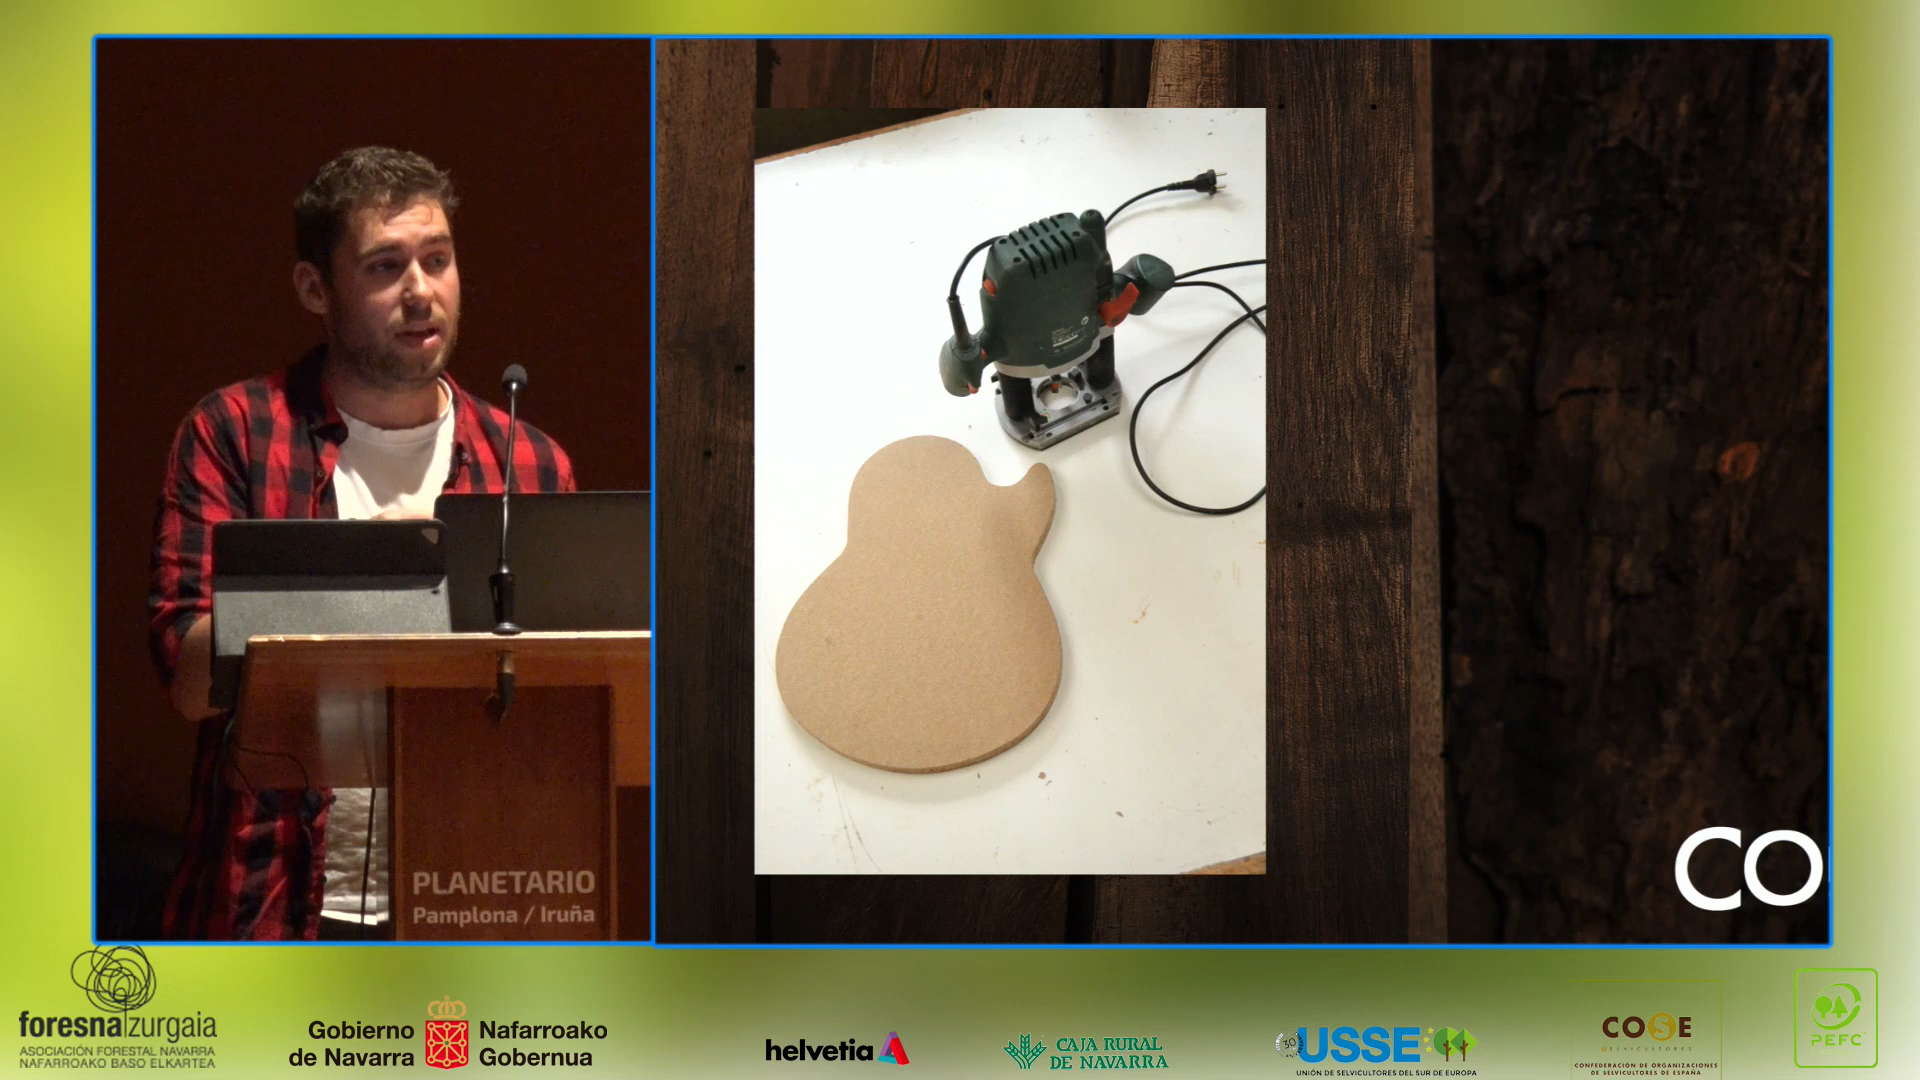 CO
PLANETARIO
Pamplona / Iruña
foresna zurgaia
ASOCIACIÓN FORESTAL NAVARRA
NAFARROAKO BASO ELKARTEA
Gobierno
de Navarra
Nafarroako
Gobernua
helvetia
CAJA RURAL
DE NAVARRA
30
USSE
UNIÓN DE SELVICULTORES DEL SUR DE EUROPA
COSE
SELVICULTORES
CONFEDERACIÓN DE ORGANIZACIONES
DE SELVICULTORES DE ESPAÑA
PEFC